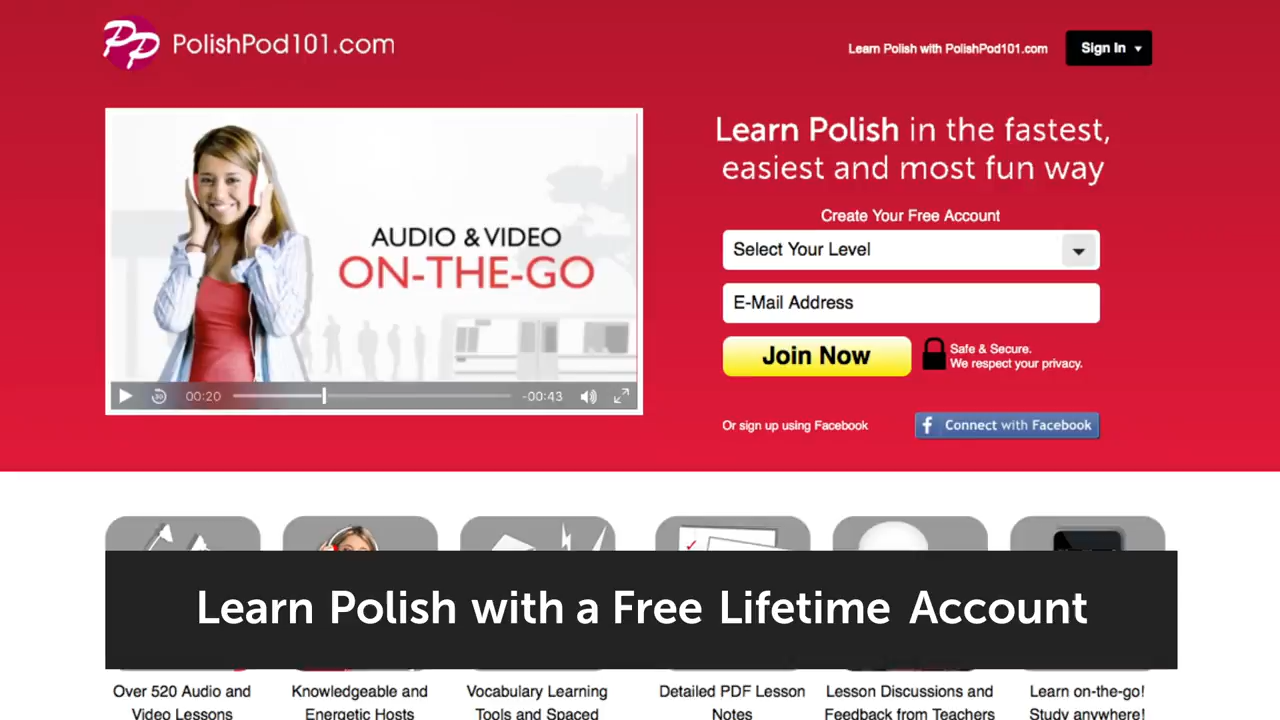 PP PolishPod101.com
Learn Polish with PolishPod101.com
Sign In
Learn Polish in the fastest,
easiest and most fun way
Create Your Free Account
Select Your Level
E-Mail Address
Join Now
Safe & Secure.
We respect your privacy.
Or sign up using Facebook
f Connect with Facebook
AUDIO & VIDEO
ON-THE-GO
30
00:20
-00:43
Learn Polish with a Free Lifetime Account
Over 520 Audio and
Video Lessons
Knowledgeable and
Energetic Hosts
Vocabulary Learning
Tools and Spaced
Detailed PDF Lesson
Notes
Lesson Discussions and
Feedback from Teachers
Learn on-the-go!
Study anywhere!